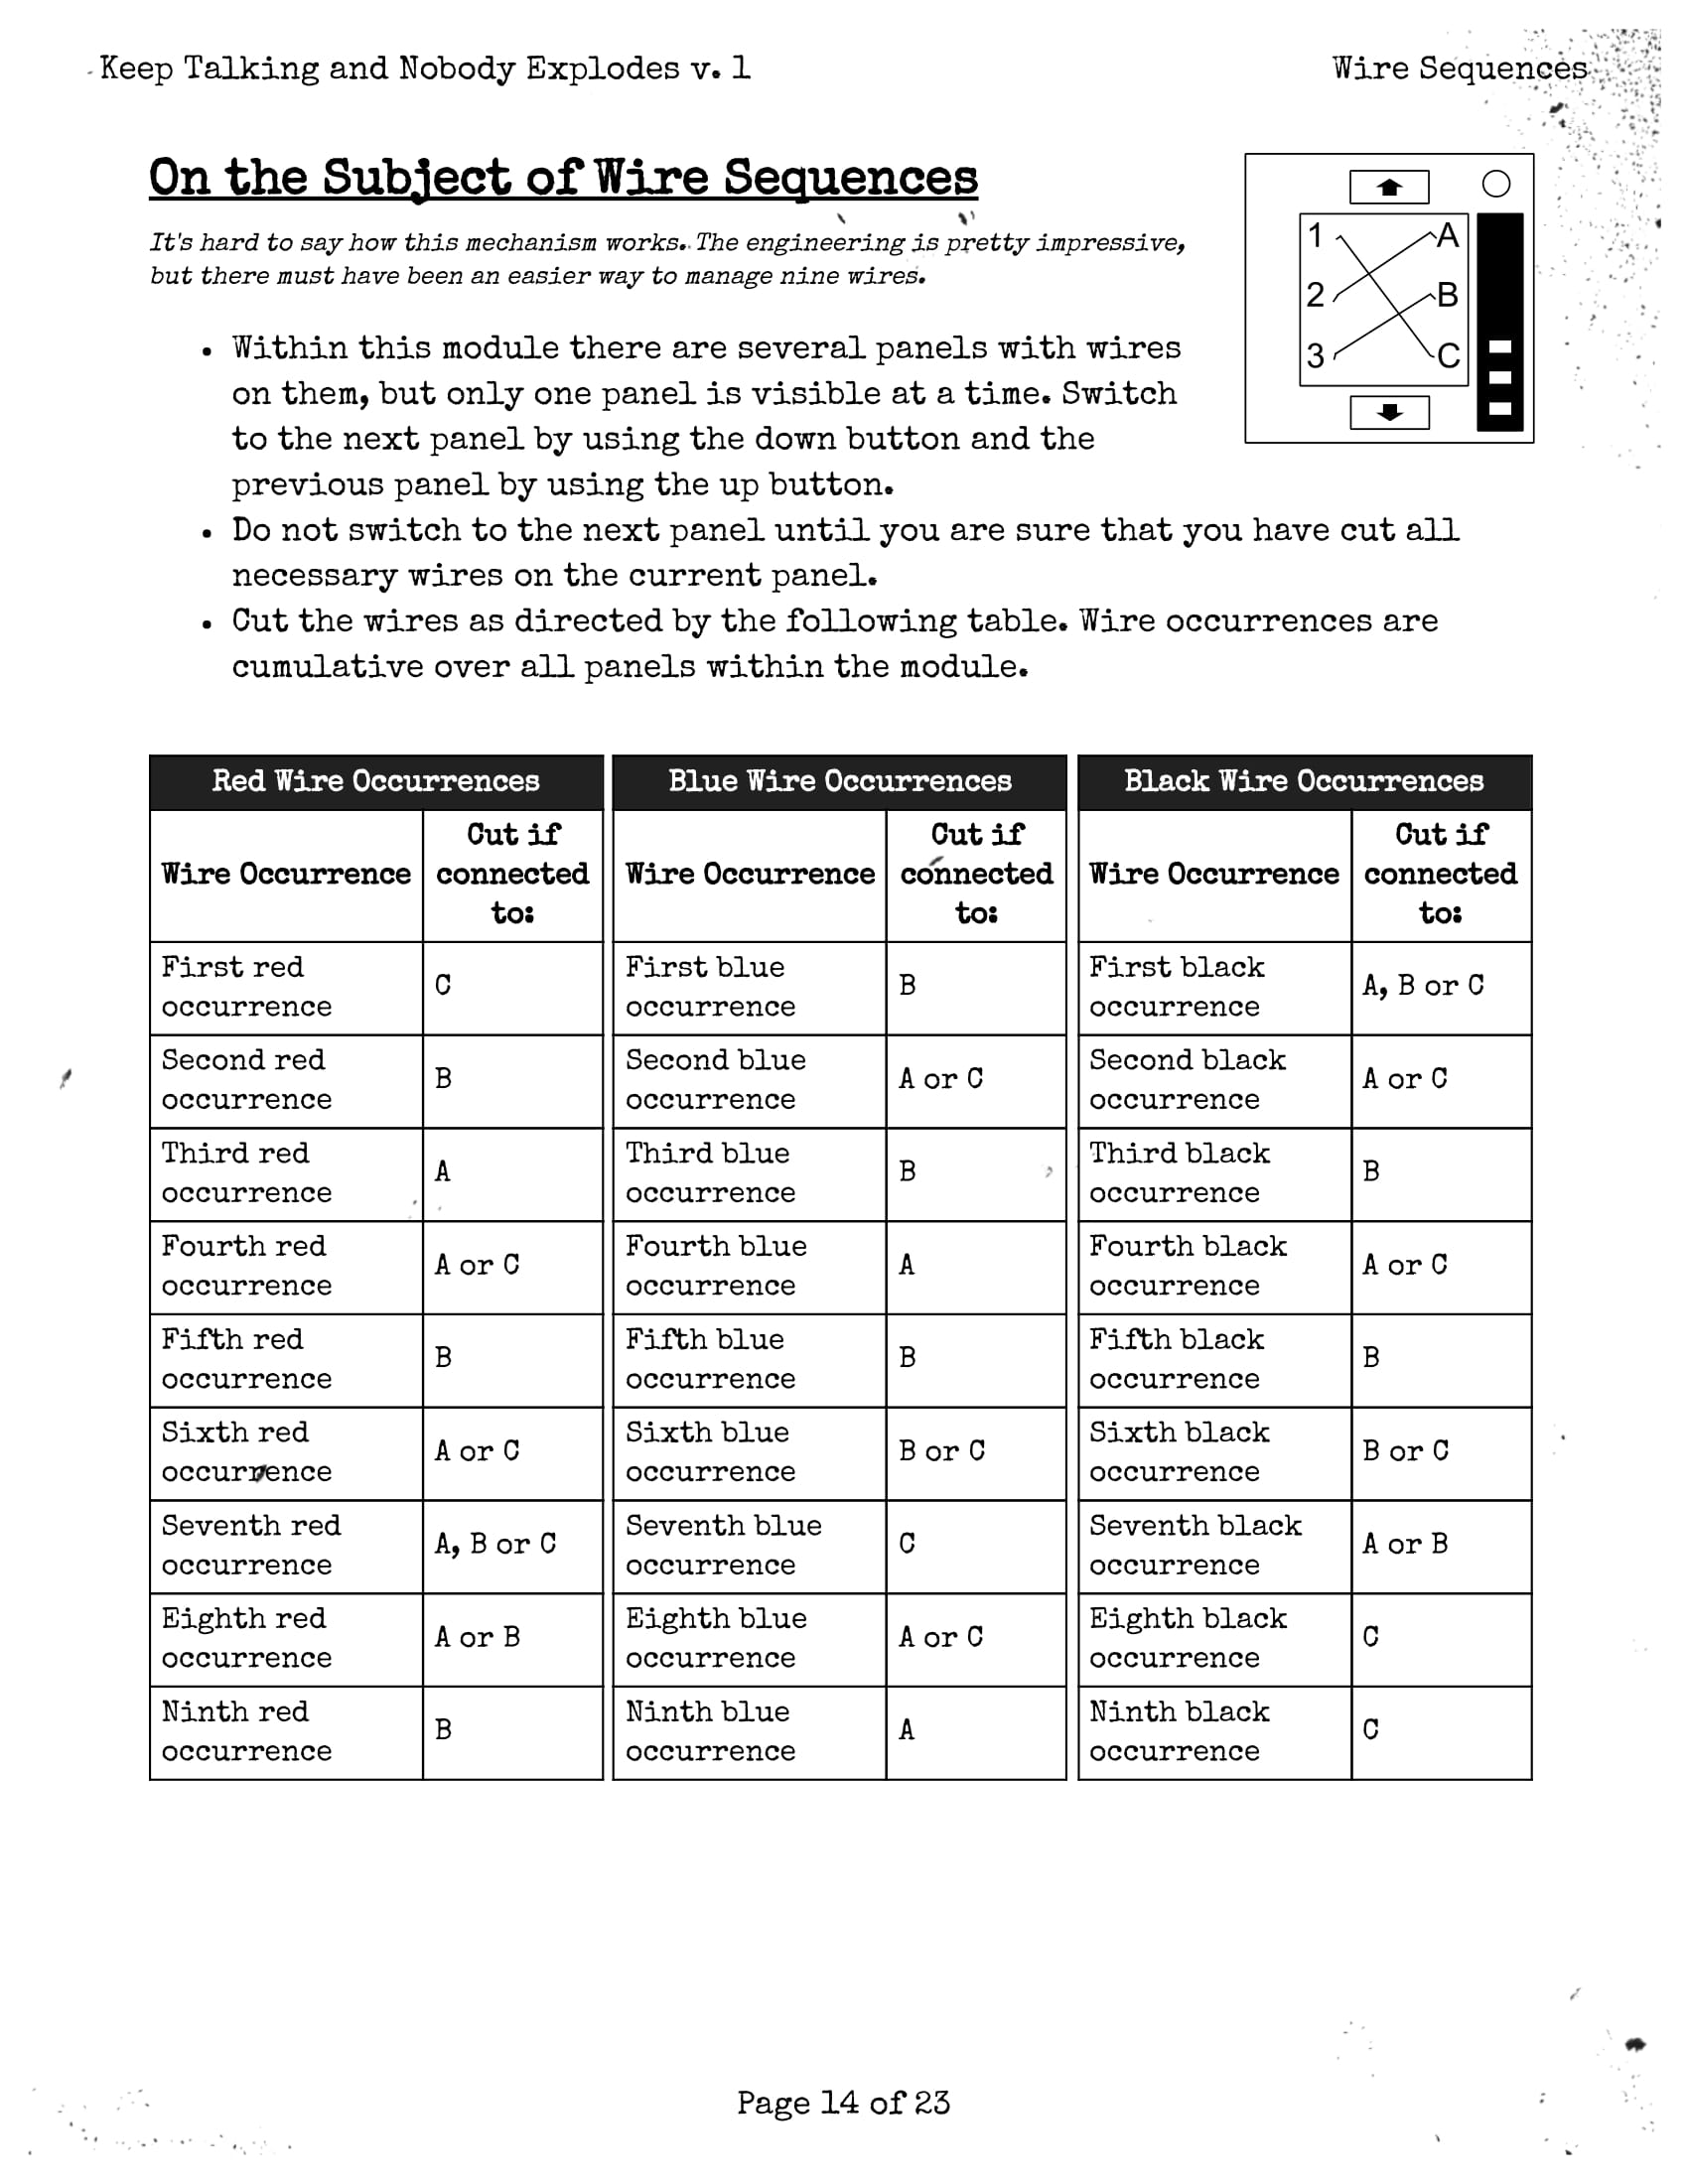 Keep Talking and Nobody Explodes v. 1
Wire Sequences
On the Subject of Wire Sequences
It's hard to say how this mechanism works. The engineering is pretty impressive,
but there must have been an easier way to manage nine wires.
1 A
2 B
3 C
• Within this module there are several panels with wires
on them, but only one panel is visible at a time. Switch
to the next panel by using the down button and the
previous panel by using the up button.
• Do not switch to the next panel until you are sure that you have cut all
necessary wires on the current panel.
• Cut the wires as directed by the following table. Wire occurrences are
cumulative over all panels within the module.
Red Wire Occurrences
Wire Occurrence
Cut if
connected
to:
First red
occurrence
C
Second red
occurrence
B
Third red
occurrence
A
Fourth red
occurrence
A or C
Fifth red
occurrence
B
Sixth red
occurrence
A or C
Seventh red
occurrence
A, B or C
Eighth red
occurrence
A or B
Ninth red
occurrence
B
Blue Wire Occurrences
Wire Occurrence
Cut if
connected
to:
First blue
occurrence
B
Second blue
occurrence
A or C
Third blue
occurrence
B
Fourth blue
occurrence
A
Fifth blue
occurrence
B
Sixth blue
occurrence
B or C
Seventh blue
occurrence
C
Eighth blue
occurrence
A or C
Ninth blue
occurrence
A
Black Wire Occurrences
Wire Occurrence
Cut if
connected
to:
First black
occurrence
A, B or C
Second black
occurrence
A or C
Third black
occurrence
B
Fourth black
occurrence
A or C
Fifth black
occurrence
B
Sixth black
occurrence
B or C
Seventh black
occurrence
A or B
Eighth black
occurrence
C
Ninth black
occurrence
C
Page 14 of 23